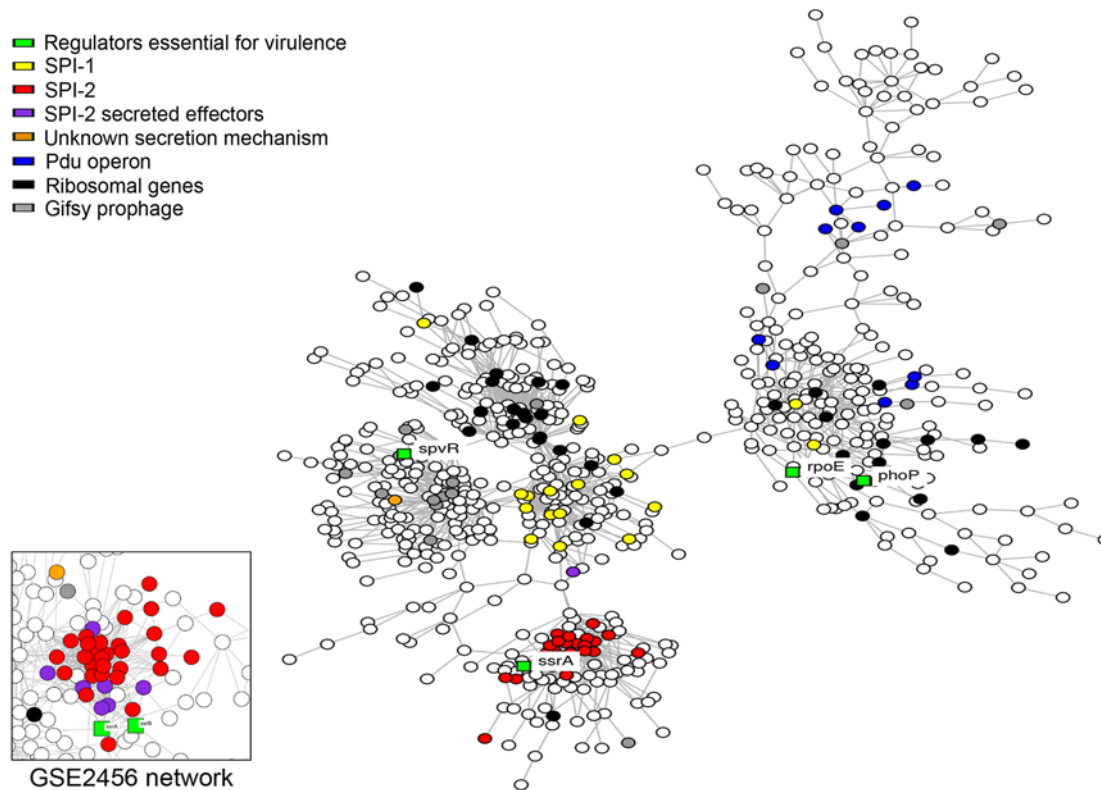 Regulators essential for virulence
SPI-1
SPI-2
SPI-2 secreted effectors
Unknown secretion mechanism
Pdu operon
Ribosomal genes
Gifsy prophage
spvR
rpoE
phoP
ssrA
GSE2456 network